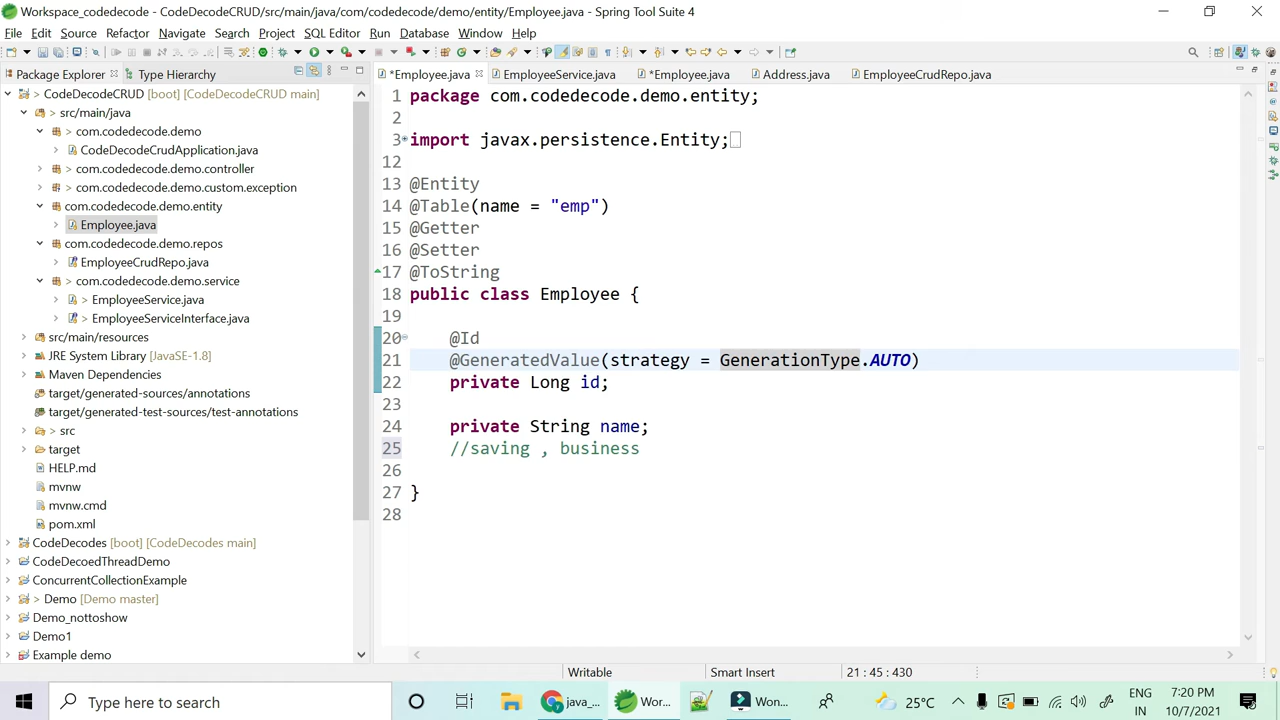 Workspace_codedecode - CodeDecodeCRUD/src/main/java/com/codedecode/demo/entity/Employee.java - Spring Tool Suite 4
File Edit Source Refactor Navigate Search Project SQL Editor Run Database Window Help
Package Explorer Type Hierarchy
*Employee.java EmployeeService.java *Employee.java Address.java EmployeeCrudRepo.java
> CodeDecodeCRUD [boot] [CodeDecodeCRUD main]
> src/main/java
> com.codedecode.demo
> CodeDecodeCrudApplication.java
> com.codedecode.demo.controller
> com.codedecode.demo.custom.exception
com.codedecode.demo.entity
Employee.java
com.codedecode.demo.repos
EmployeeCrudRepo.java
> com.codedecode.demo.service
> EmployeeService.java
> EmployeeServiceInterface.java
src/main/resources
JRE System Library [JavaSE-1.8]
Maven Dependencies
target/generated-sources/annotations
target/generated-test-sources/test-annotations
> src
target
HELP.md
mvnw
mvnw.cmd
pom.xml
CodeDecodes [boot] [CodeDecodes main]
CodeDecoedThreadDemo
ConcurrentCollectionExample
> Demo [Demo master]
Demo_nottoshow
Demo1
Example demo
1 package com.codedecode.demo.entity;
2
3 import javax.persistence.Entity;
12
13 @Entity
14 @Table(name = "emp")
15 @Getter
16 @Setter
17 @ToString
18 public class Employee {
19
20 @Id
21 @GeneratedValue(strategy = GenerationType.AUTO)
22 private Long id;
23
24 private String name;
25 //saving , business
26
27 }
28
Writable Smart Insert 21 : 45 : 430
Type here to search
java_... Wor... Won...
25°C
ENG
IN
7:20 PM
10/7/2021